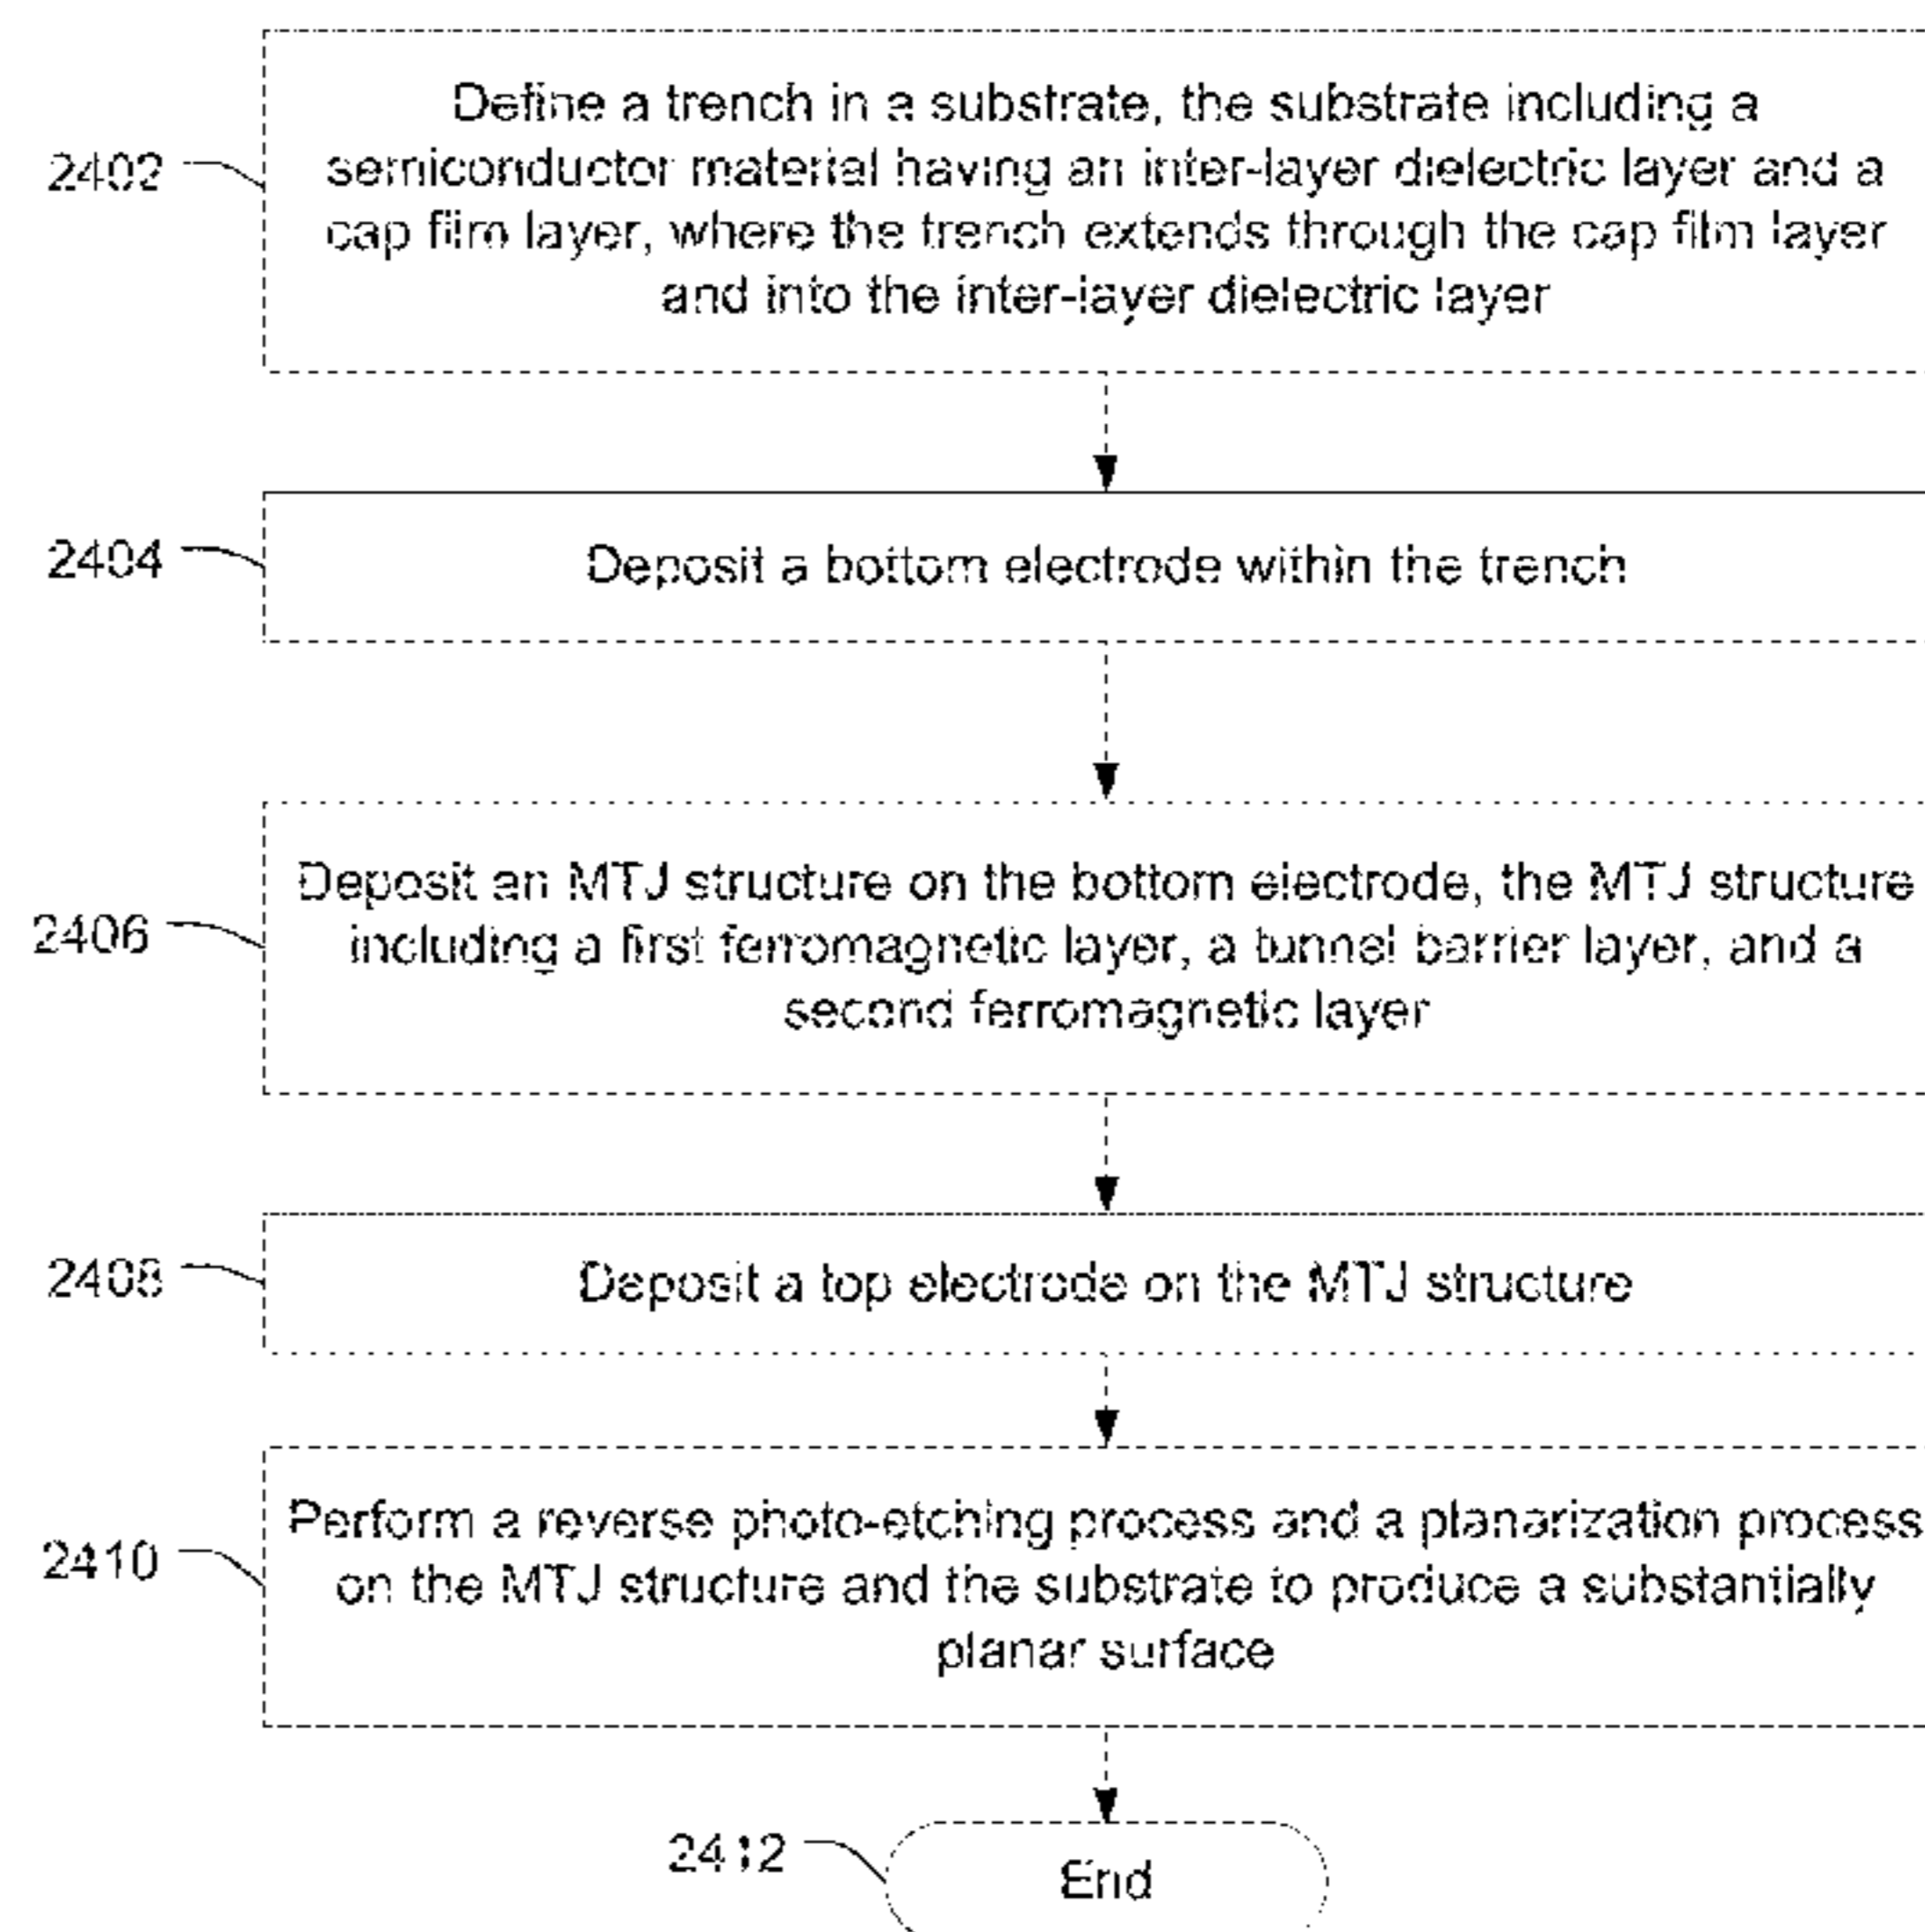 Define a trench in a substrate, the substrate including a
2402
semiconductor material having an inter-layer dielectric layer and a
cap film layer, where the trench extends through the cap film layer
and into the inter-layer dielectric layer
2404
Deposit a bottom electrode within the trench
Deposit an MTJ structure on the bottom electrode, the MTJ structure
2406
including a first ferromagnetic layer, a tunnel barrier layer, and a
second ferromagnetic layer
2408
Deposit a top electrode on the MTJ structure
Perform a reverse photo-etching process and a planarization process
2410
on the MTJ structure and the substrate to produce a substantially
planar surface
2412
End